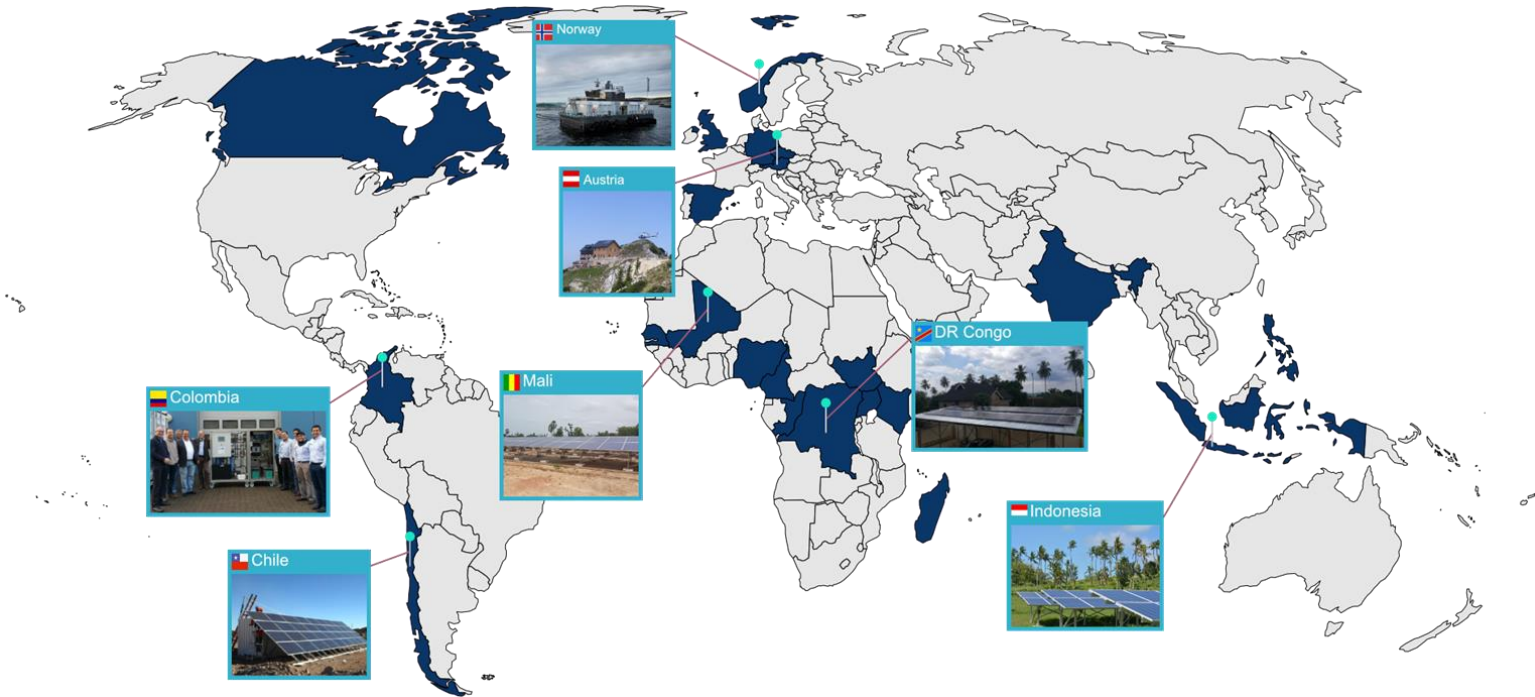 Norway
Austria
DR Congo
Mali
Colombia
Indonesia
Chile